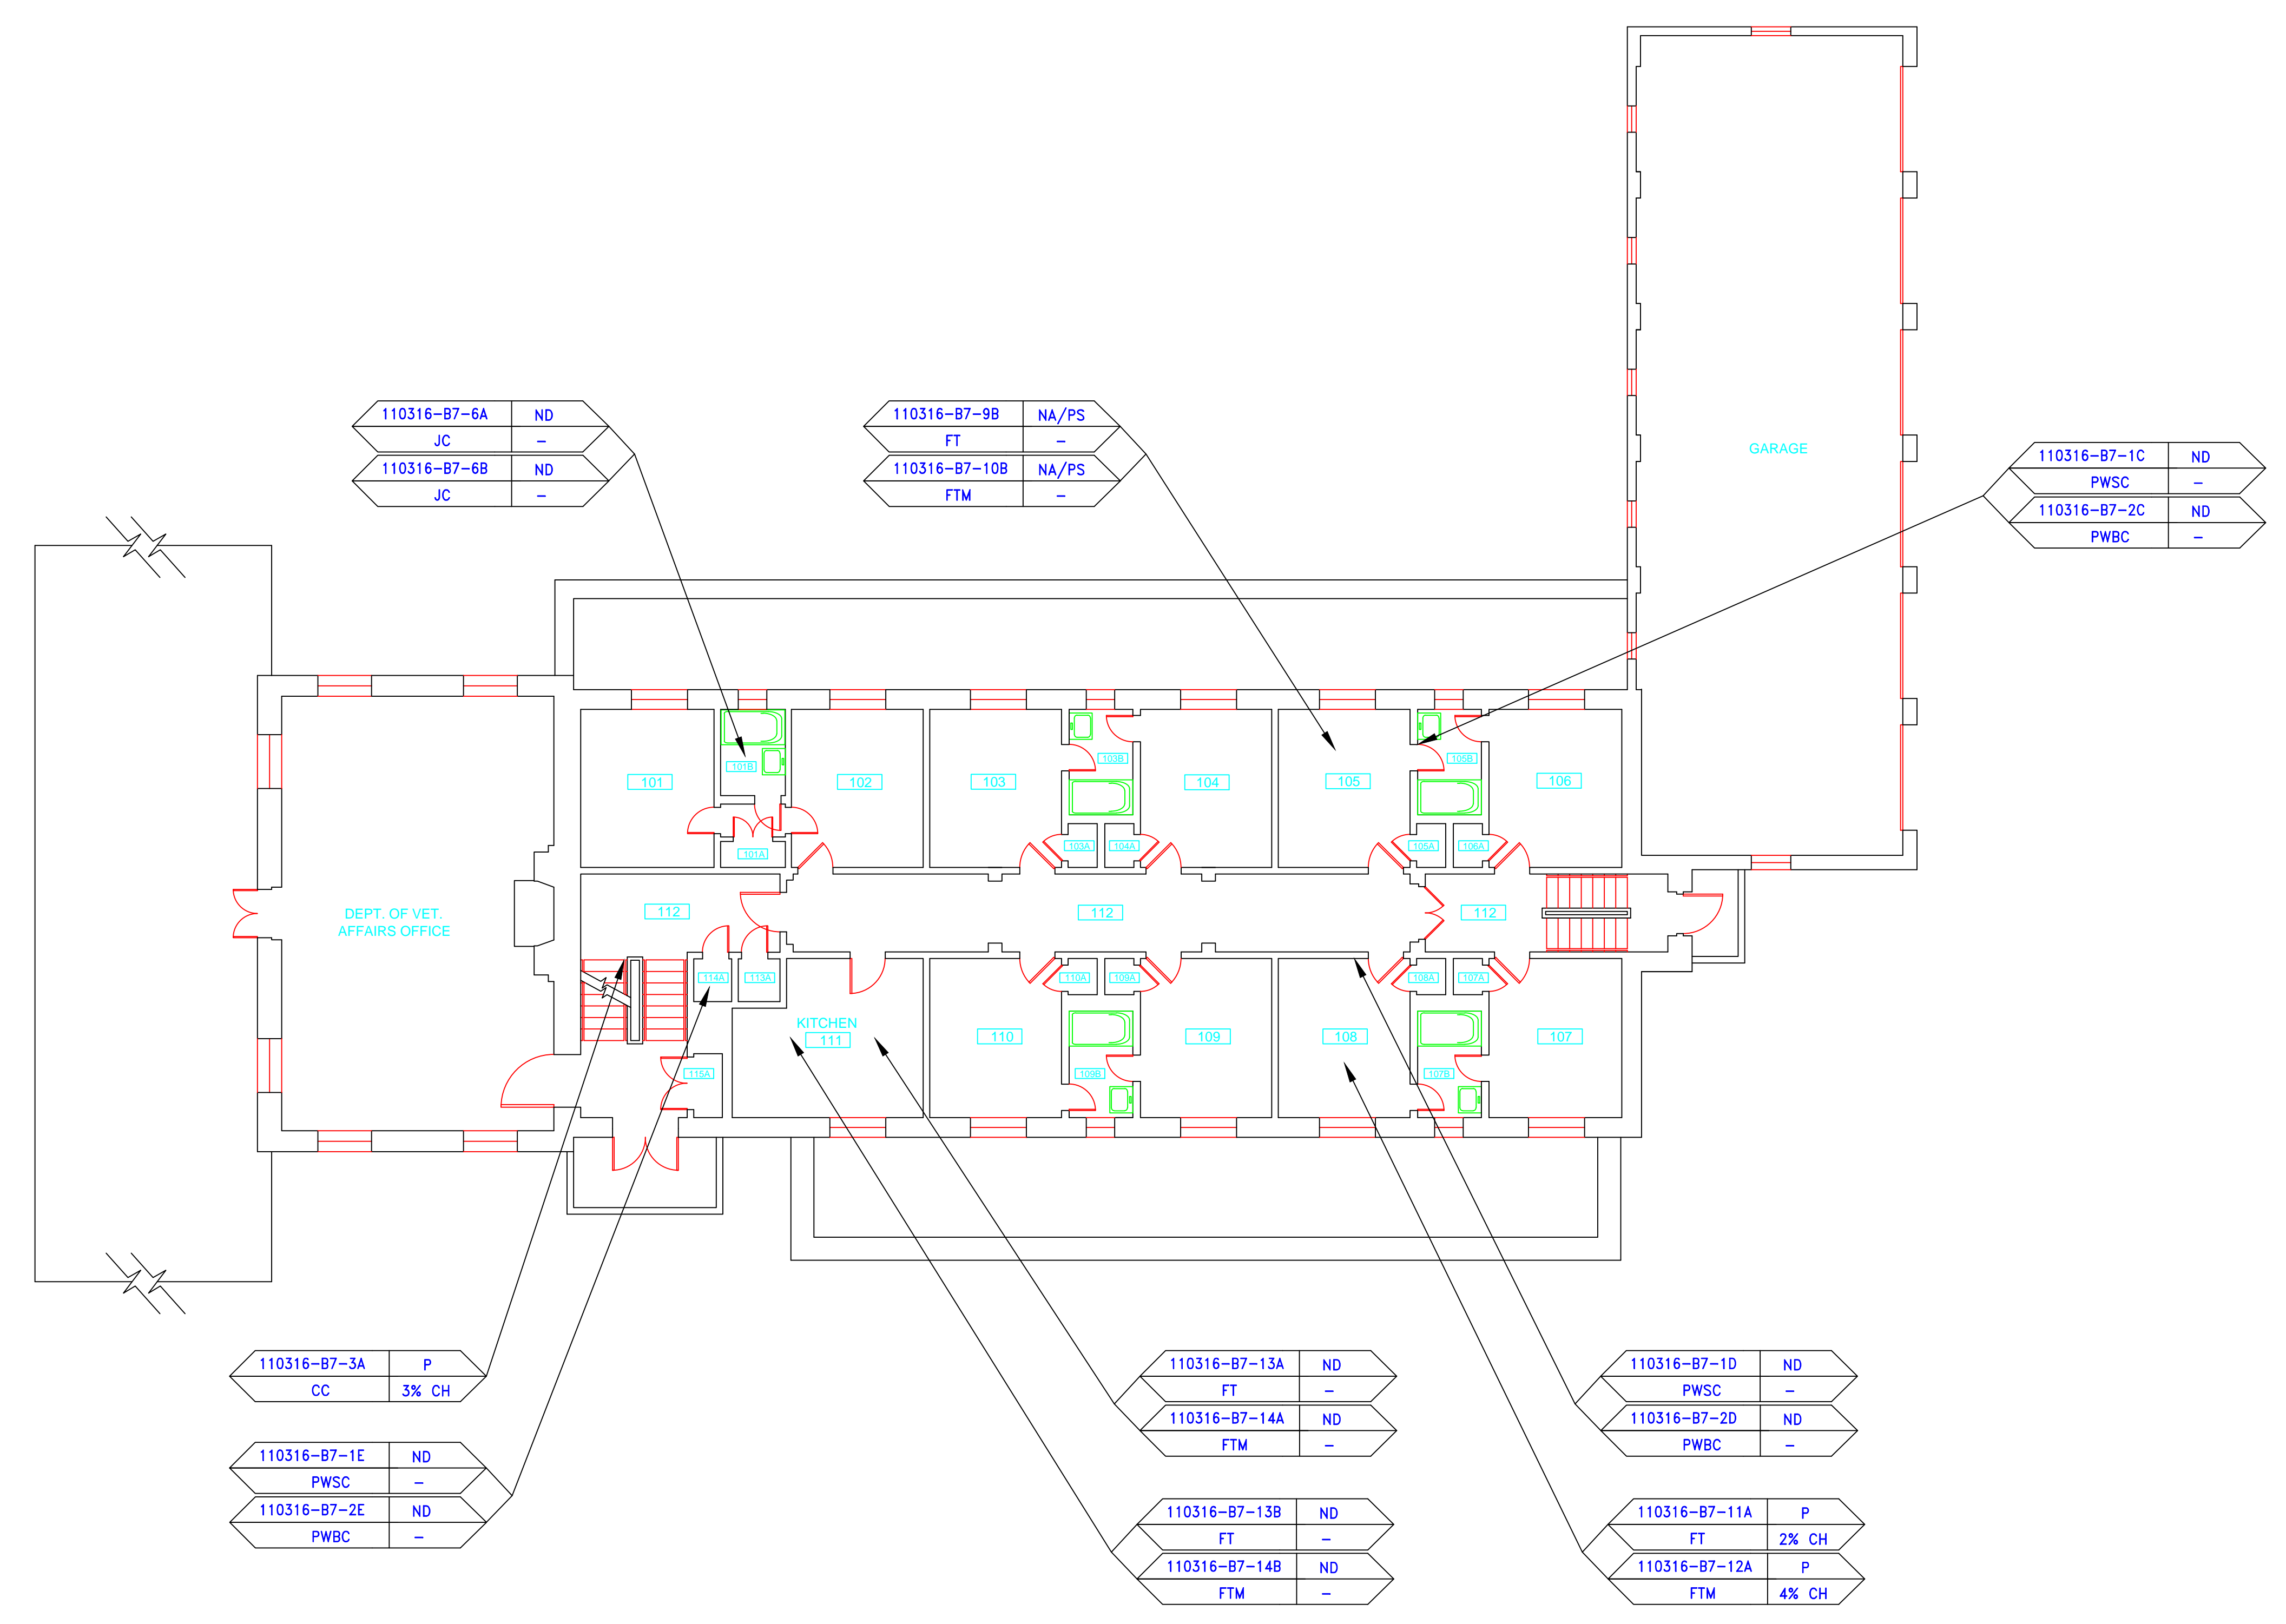 110316-B7-6A ND
JC -
110316-B7-6B ND
JC -
110316-B7-9B NA/PS
FT -
110316-B7-10B NA/PS
FTM -
GARAGE
110316-B7-1C ND
PWSC -
110316-B7-2C ND
PWBC -
101
101B
102
103
103B
104
105
105B
106
101A
103A
104A
105A
106A
DEPT. OF VET.
AFFAIRS OFFICE
112
112
112
114A
113A
110A
109A
108A
107A
KITCHEN
111
110
109
108
107
115A
109B
107B
110316-B7-3A P
CC 3% CH
110316-B7-1E ND
PWSC -
110316-B7-2E ND
PWBC -
110316-B7-13A ND
FT -
110316-B7-14A ND
FTM -
110316-B7-13B ND
FT -
110316-B7-14B ND
FTM -
110316-B7-1D ND
PWSC -
110316-B7-2D ND
PWBC -
110316-B7-11A P
FT 2% CH
110316-B7-12A P
FTM 4% CH